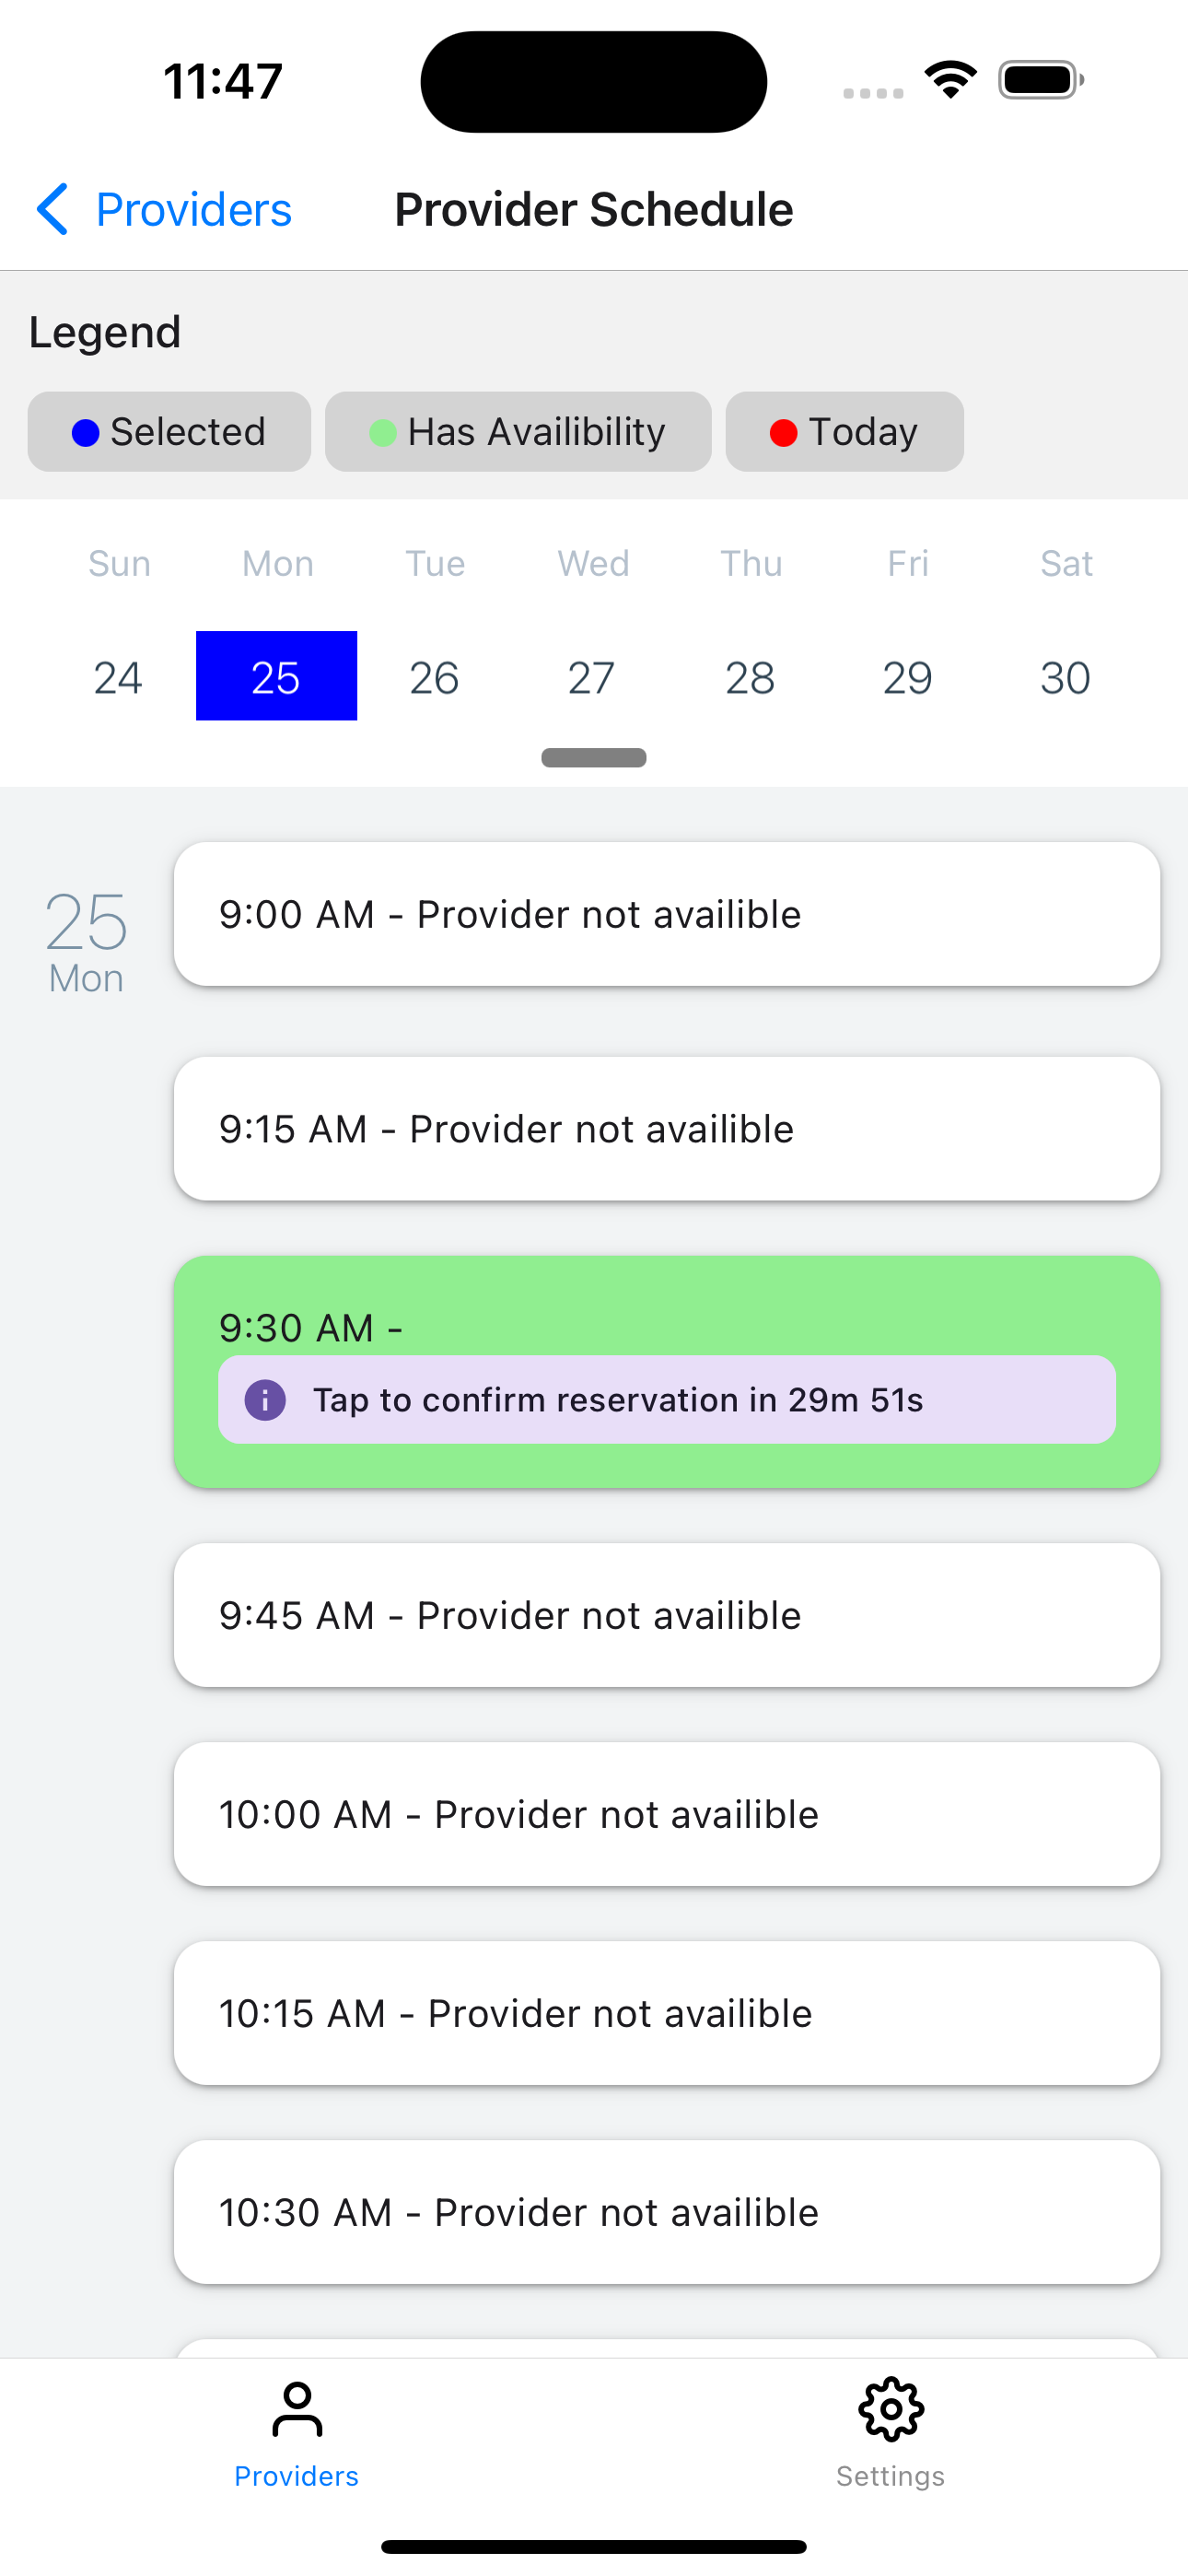 11:47
Providers
Provider Schedule
Legend
Selected
Has Availibility
Today
Sun Mon Tue Wed Thu Fri Sat
24 25 26 27 28 29 30
25
Mon
9:00 AM - Provider not availible
9:15 AM - Provider not availible
9:30 AM -
Tap to confirm reservation in 29m 51s
9:45 AM - Provider not availible
10:00 AM - Provider not availible
10:15 AM - Provider not availible
10:30 AM - Provider not availible
Providers
Settings